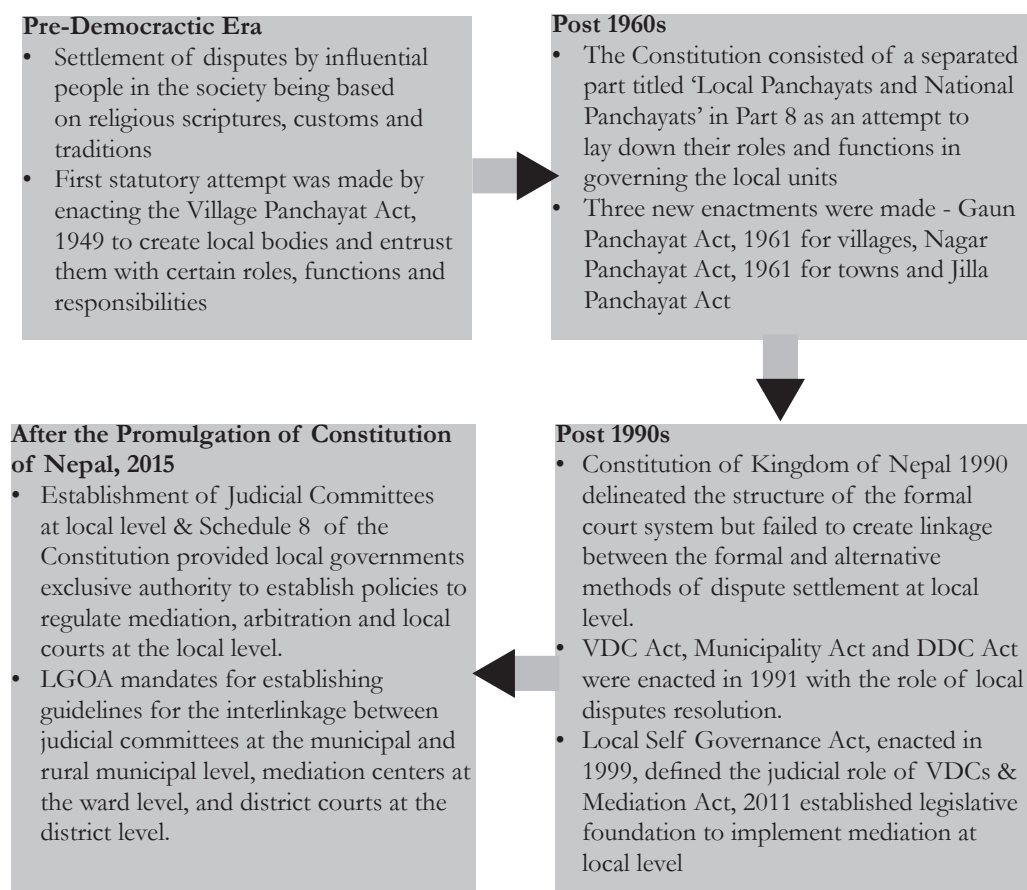 Pre-Democractic Era
• Settlement of disputes by influential
people in the society being based
on religious scriptures, customs and
traditions
• First statutory attempt was made by
enacting the Village Panchayat Act,
1949 to create local bodies and entrust
them with certain roles, functions and
responsibilities
Post 1960s
• The Constitution consisted of a separated
part titled ‘Local Panchayats and National
Panchayats’ in Part 8 as an attempt to
lay down their roles and functions in
governing the local units
• Three new enactments were made - Gaun
Panchayat Act, 1961 for villages, Nagar
Panchayat Act, 1961 for towns and Jilla
Panchayat Act
Post 1990s
• Constitution of Kingdom of Nepal 1990
delineated the structure of the formal
court system but failed to create linkage
between the formal and alternative
methods of dispute settlement at local
level.
• VDC Act, Municipality Act and DDC Act
were enacted in 1991 with the role of local
disputes resolution.
• Local Self Governance Act, enacted in
1999, defined the judicial role of VDCs &
Mediation Act, 2011 established legislative
foundation to implement mediation at
local level
After the Promulgation of Constitution
of Nepal, 2015
• Establishment of Judicial Committees
at local level & Schedule 8 of the
Constitution provided local governments
exclusive authority to establish policies to
regulate mediation, arbitration and local
courts at the local level.
• LGOA mandates for establishing
guidelines for the interlinkage between
judicial committees at the municipal and
rural municipal level, mediation centers at
the ward level, and district courts at the
district level.